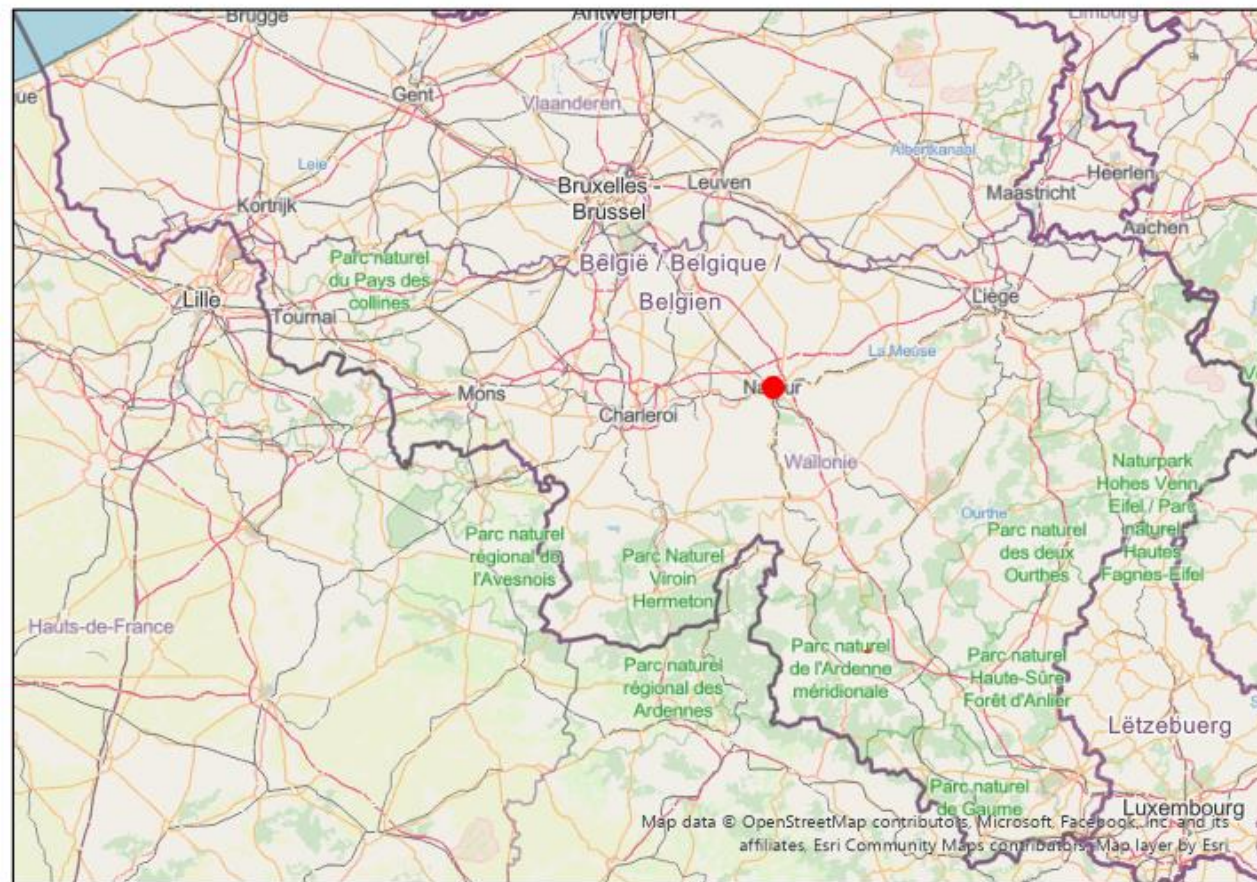 Brugge
Antwerpen
Limburg
que
Gent
Vlaanderen
Leie
Albertkanaal
Bruxelles -
Brussel
Leuven
Maastricht
Heerlen
Aachen
Kortrijk
Parc naturel
du Pays des
collines
België / Belgique /
Belgien
Lille
Tournai
Liège
La Meuse
Mons
Charleroi
Wallonie
Ourthe
Naturpark
Hohes Venn
Eifel / Parc
naturel
Hautes
Fagnes-Eifel
Parc naturel
régional de
l'Avesnois
Parc Naturel
Viroin
Hermeton
Parc naturel
des deux
Ourthes
Hauts-de-France
Parc naturel
régional des
Ardennes
Parc naturel
de l'Ardenne
méridionale
Parc naturel
Haute-Sûre
Forêt d'Anlier
Lëtzebuerg
Parc naturel
de Gaume
Luxembourg
Map data © OpenStreetMap contributors, Microsoft, Facebook, Inc. and its
affiliates, Esri Community Maps contributors, Map layer by Esri